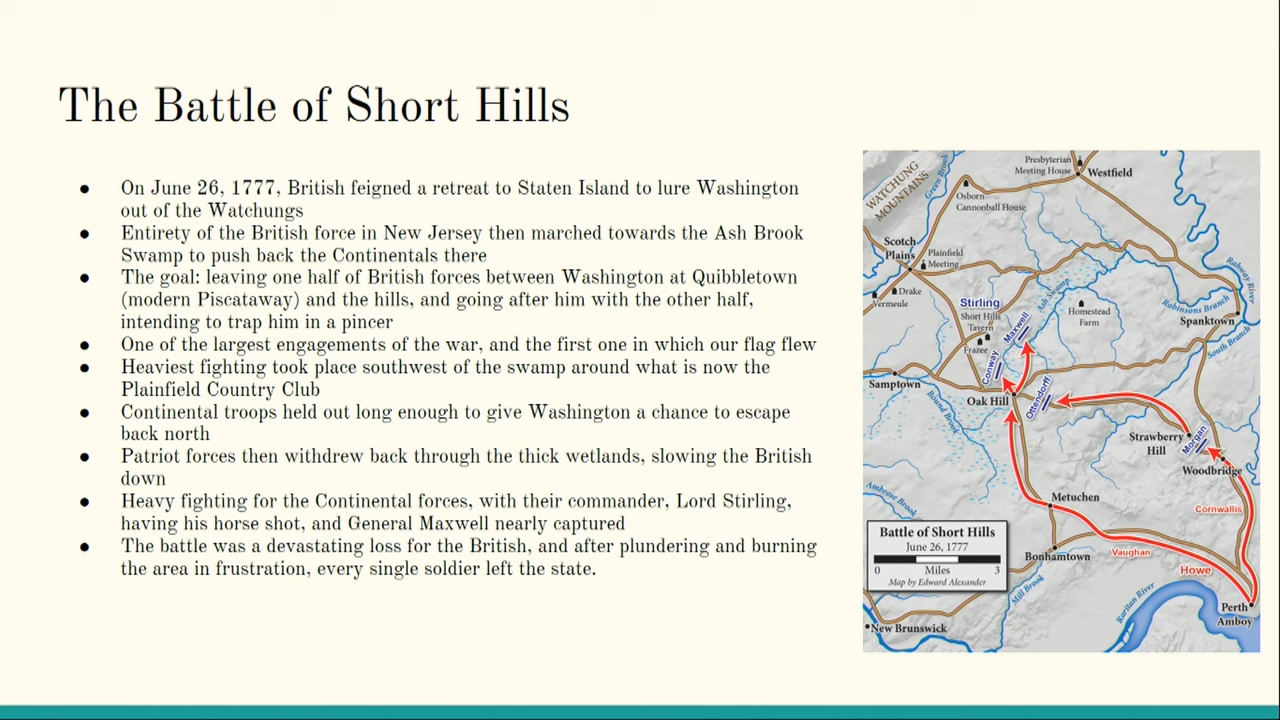 The Battle of Short Hills
● On June 26, 1777, British feigned a retreat to Staten Island to lure Washington
out of the Watchungs
● Entirety of the British force in New Jersey then marched towards the Ash Brook
Swamp to push back the Continentals there
● The goal: leaving one half of British forces between Washington at Quibbletown
(modern Piscataway) and the hills, and going after him with the other half,
intending to trap him in a pincer
● One of the largest engagements of the war, and the first one in which our flag flew
● Heaviest fighting took place southwest of the swamp around what is now the
Plainfield Country Club
● Continental troops held out long enough to give Washington a chance to escape
back north
● Patriot forces then withdrew back through the thick wetlands, slowing the British
down
● Heavy fighting for the Continental forces, with their commander, Lord Stirling,
having his horse shot, and General Maxwell nearly captured
● The battle was a devastating loss for the British, and after plundering and burning
the area in frustration, every single soldier left the state.
WATCHUNG
MOUNTAINS
Green Brook
Presbyterian
Meeting House
Westfield
Osborn
Cannonball House
Scotch
Plains
Plainfield
Meeting
Drake
Vermeule
Rahway
River
Ash Swamp
Robinsons Branch
Stirling
Short Hills
Tavern
Frazee
Maxwell
Homestead
Farm
Spanktown
South Branch
Conway
Samptown
Ottendorff
Oak Hill
Bound Brook
Strawberry
Hill
Morgan
Woodbridge
Ambrose Brook
Metuchen
Cornwallis
Battle of Short Hills
June 26, 1777
0 Miles 3
Map by Edward Alexander
Bonhamtown
Vaughan
Howe
Mill Brook
Raritan River
Perth
Amboy
New Brunswick